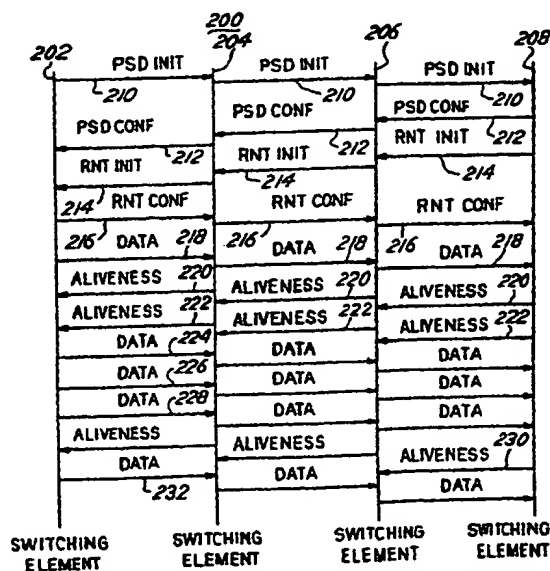 200
202 204 206 208
PSD INIT PSD INIT PSD INIT
210 210 210
PSD CONF PSD CONF PSD CONF
212 212 212
RNT INIT RNT INIT RNT INIT
214 214 214
RNT CONF RNT CONF RNT CONF
216 216 216
DATA 218 DATA 218 DATA 218
ALIVENESS 220 ALIVENESS 220 ALIVENESS 220
ALIVENESS 222 ALIVENESS 222 ALIVENESS 222
DATA 224 DATA DATA
DATA 226 DATA DATA
DATA 228 DATA DATA
ALIVENESS ALIVENESS ALIVENESS 230
DATA DATA DATA
232
SWITCHING SWITCHING SWITCHING SWITCHING
ELEMENT ELEMENT ELEMENT ELEMENT